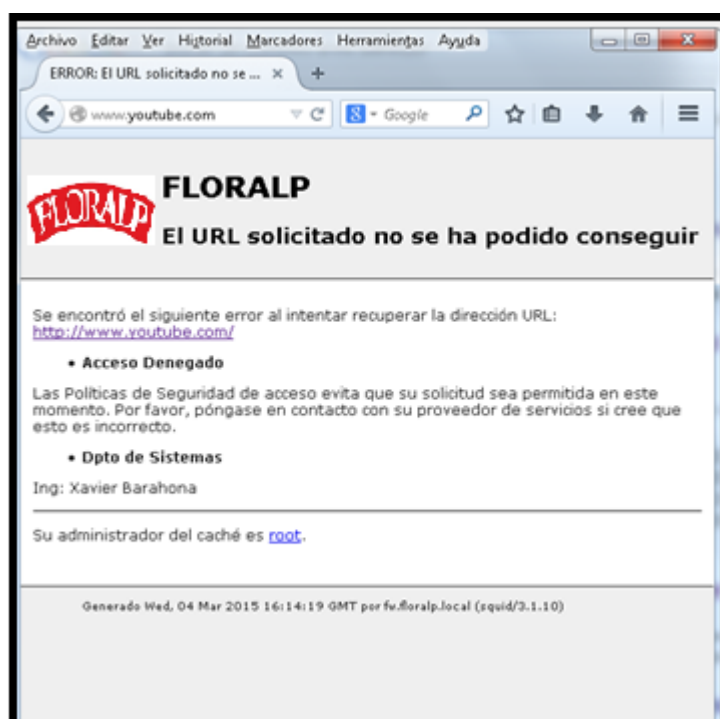 Archivo Editar Ver Historial Marcadores Herramientas Ayuda
ERROR: El URL solicitado no se ...
www.youtube.com
8 Google
FLORALP
FLORALP
El URL solicitado no se ha podido conseguir
Se encontró el siguiente error al intentar recuperar la dirección URL:
http://www.youtube.com/
• Acceso Denegado
Las Políticas de Seguridad de acceso evita que su solicitud sea permitida en este
momento. Por favor, póngase en contacto con su proveedor de servicios si cree que
esto es incorrecto.
• Dpto de Sistemas
Ing: Xavier Barahona
Su administrador del caché es root.
Generado Wed, 04 Mar 2015 16:14:19 GMT por fw.floralp.local (squid/3.1.10)